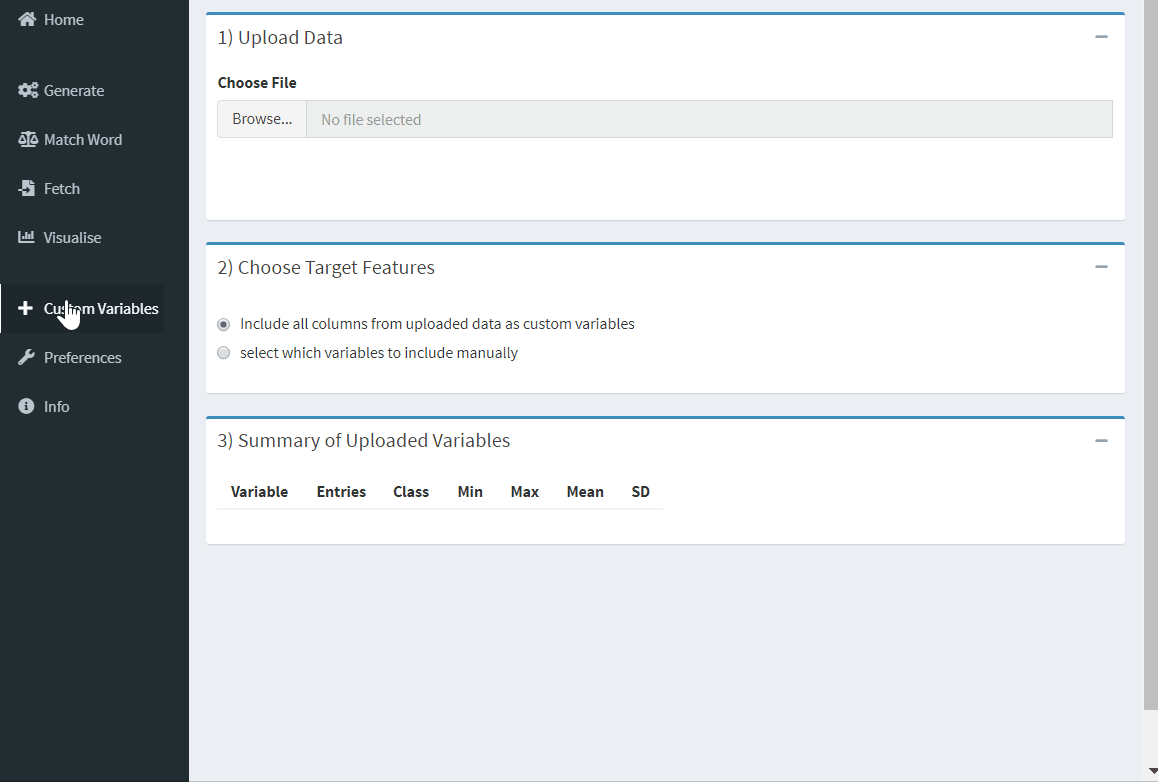 Home
Generate
Match Word
Fetch
Visualise
Custom Variables
Preferences
Info
1) Upload Data
Choose File
Browse... No file selected
2) Choose Target Features
Include all columns from uploaded data as custom variables
select which variables to include manually
3) Summary of Uploaded Variables
Variable Entries Class Min Max Mean SD